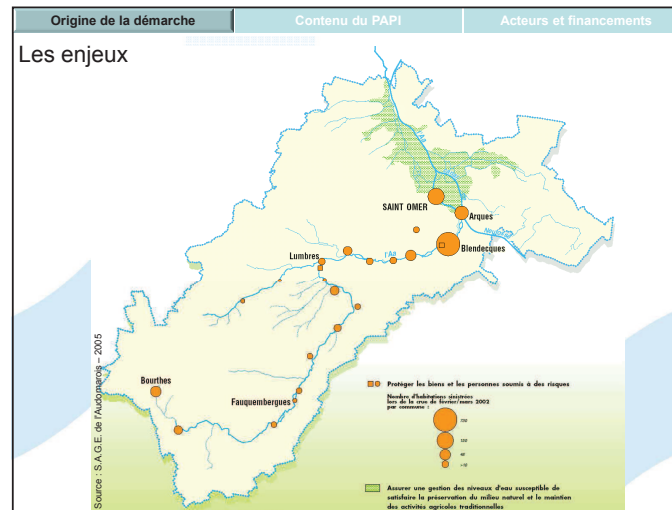 Origine de la démarche
Contenu du PAPI
Acteurs et financements
Les enjeux
SAINT OMER
Arques
Blendecques
l'Aa
Lumbres
Bourthes
Fauquembergues
Source : S.A.G.E. de l'Audomarois – 2005
Protéger les biens et les personnes soumis à des risques
Nombre d'habitations sinistrées
lors de la crue de février/mars 2002
par commune :
Assurer une gestion des niveaux d'eau susceptible de
satisfaire la préservation du milieu naturel et le maintien
des activités agricoles traditionnelles